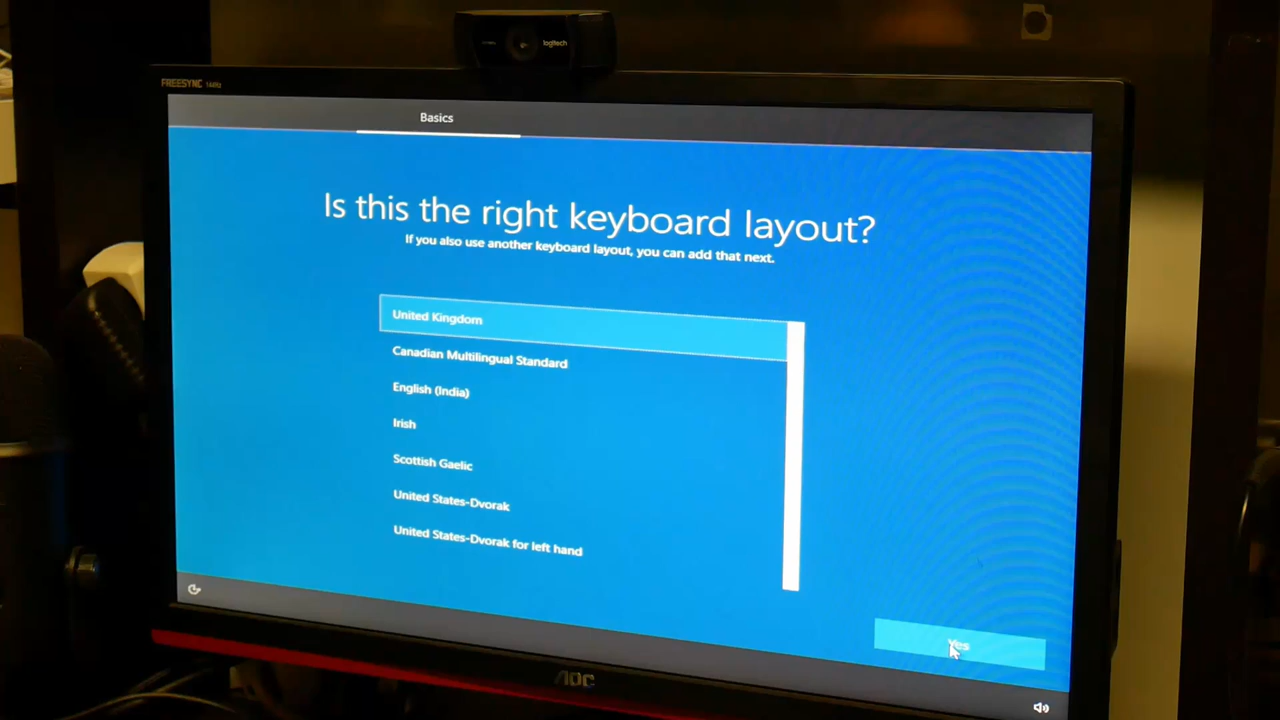 logitech
FREESYNC 144Hz
Basics
Is this the right keyboard layout?
If you also use another keyboard layout, you can add that next.
United Kingdom
Canadian Multilingual Standard
English (India)
Irish
Scottish Gaelic
United States-Dvorak
United States-Dvorak for left hand
Yes
AOC